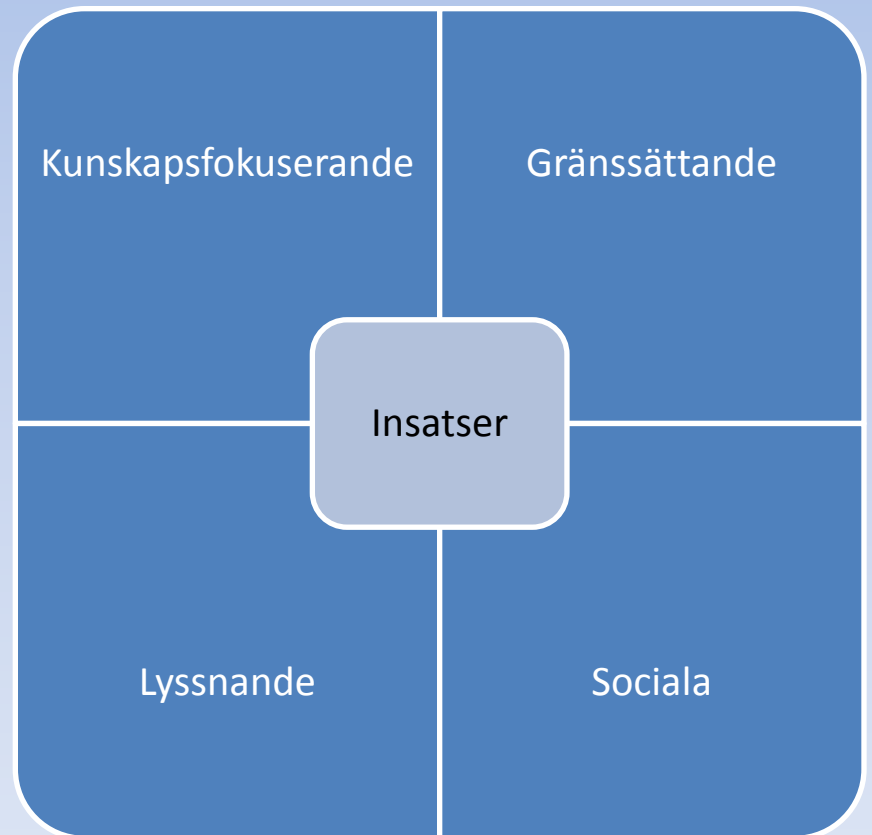 Kunskapsfokuserande
Gränssättande
Insatser
Lyssnande
Sociala